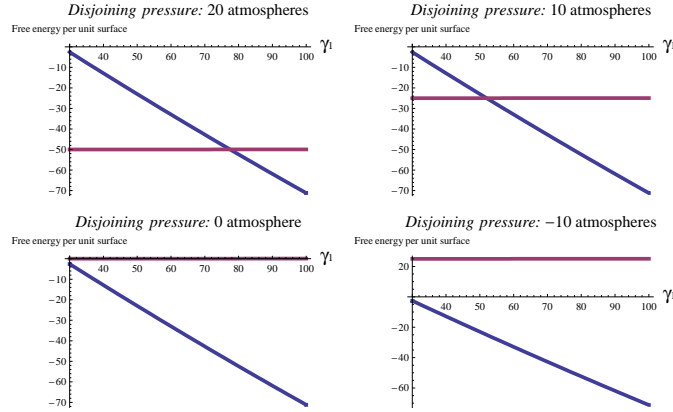 Disjoining pressure: 20 atmospheres
Free energy per unit surface
γ1
40 50 60 70 80 90 100
−10
−20
−30
−40
−50
−60
−70
Disjoining pressure: 10 atmospheres
Free energy per unit surface
γ1
40 50 60 70 80 90 100
−10
−20
−30
−40
−50
−60
−70
Disjoining pressure: 0 atmosphere
Free energy per unit surface
γ1
40 50 60 70 80 90 100
−10
−20
−30
−40
−50
−60
−70
Disjoining pressure: −10 atmospheres
Free energy per unit surface
20
γ1
40 50 60 70 80 90 100
−20
−40
−60